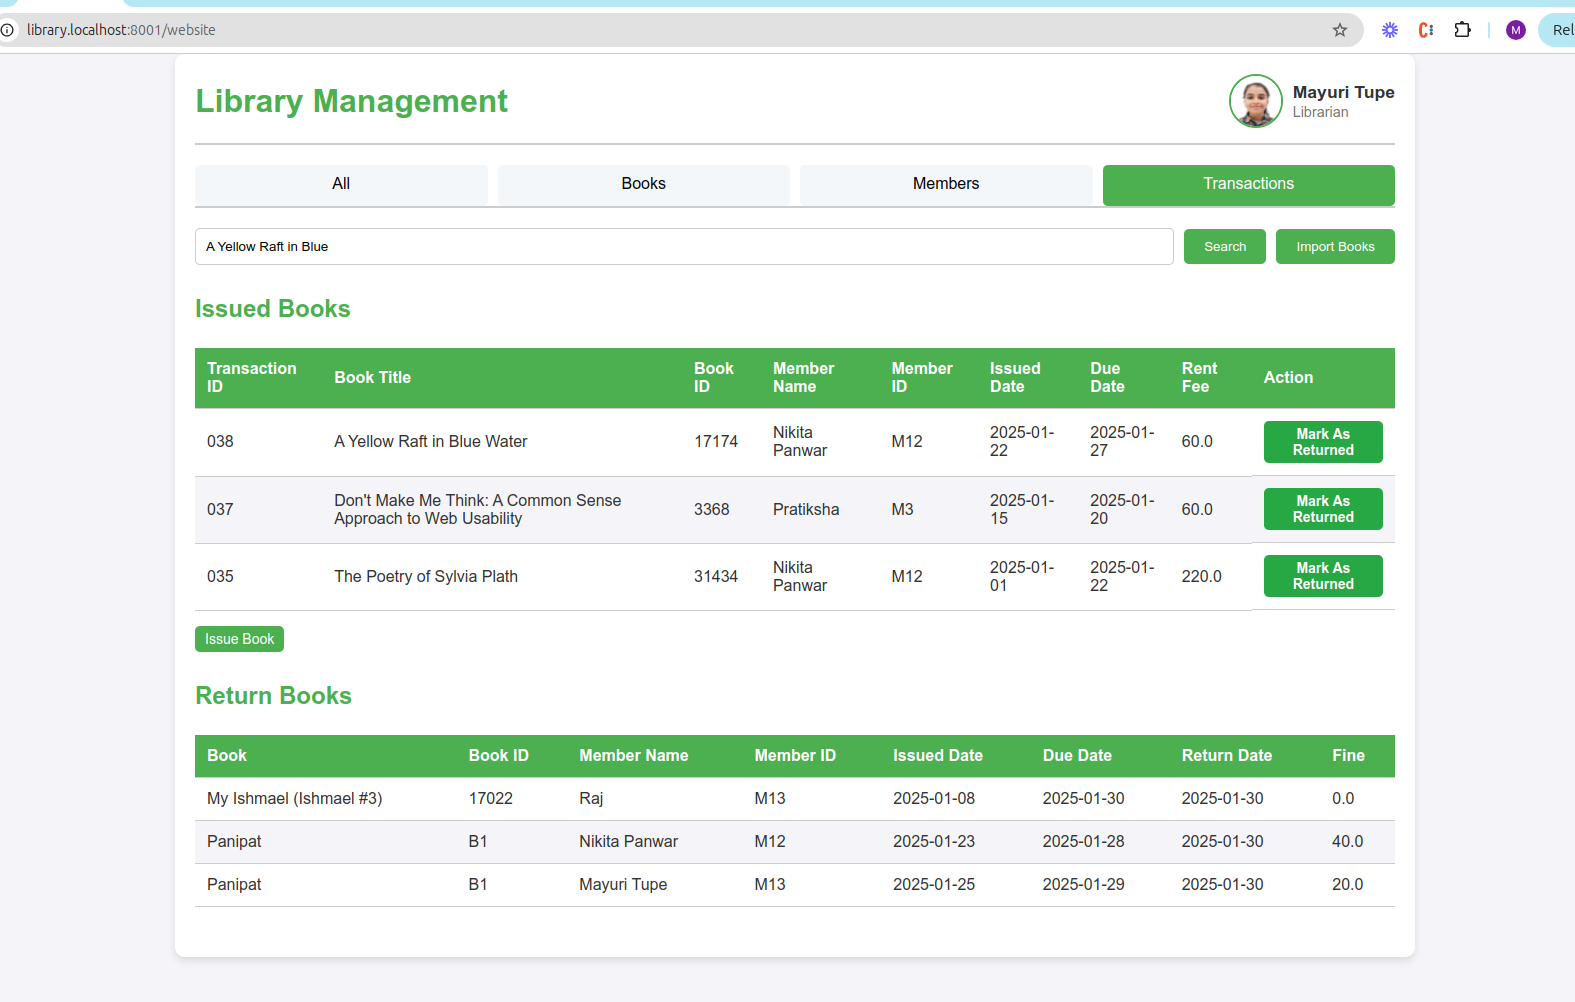 library.localhost:8001/website
M
Rel
Library Management
Mayuri Tupe
Librarian
All
Books
Members
Transactions
A Yellow Raft in Blue
Search
Import Books
Issued Books
Transaction ID Book Title Book ID Member Name Member ID Issued Date Due Date Rent Fee Action
038 A Yellow Raft in Blue Water 17174 Nikita Panwar M12 2025-01-22 2025-01-27 60.0 Mark As Returned
037 Don't Make Me Think: A Common Sense Approach to Web Usability 3368 Pratiksha M3 2025-01-15 2025-01-20 60.0 Mark As Returned
035 The Poetry of Sylvia Plath 31434 Nikita Panwar M12 2025-01-01 2025-01-22 220.0 Mark As Returned
Issue Book
Return Books
Book Book ID Member Name Member ID Issued Date Due Date Return Date Fine
My Ishmael (Ishmael #3) 17022 Raj M13 2025-01-08 2025-01-30 2025-01-30 0.0
Panipat B1 Nikita Panwar M12 2025-01-23 2025-01-28 2025-01-30 40.0
Panipat B1 Mayuri Tupe M13 2025-01-25 2025-01-29 2025-01-30 20.0